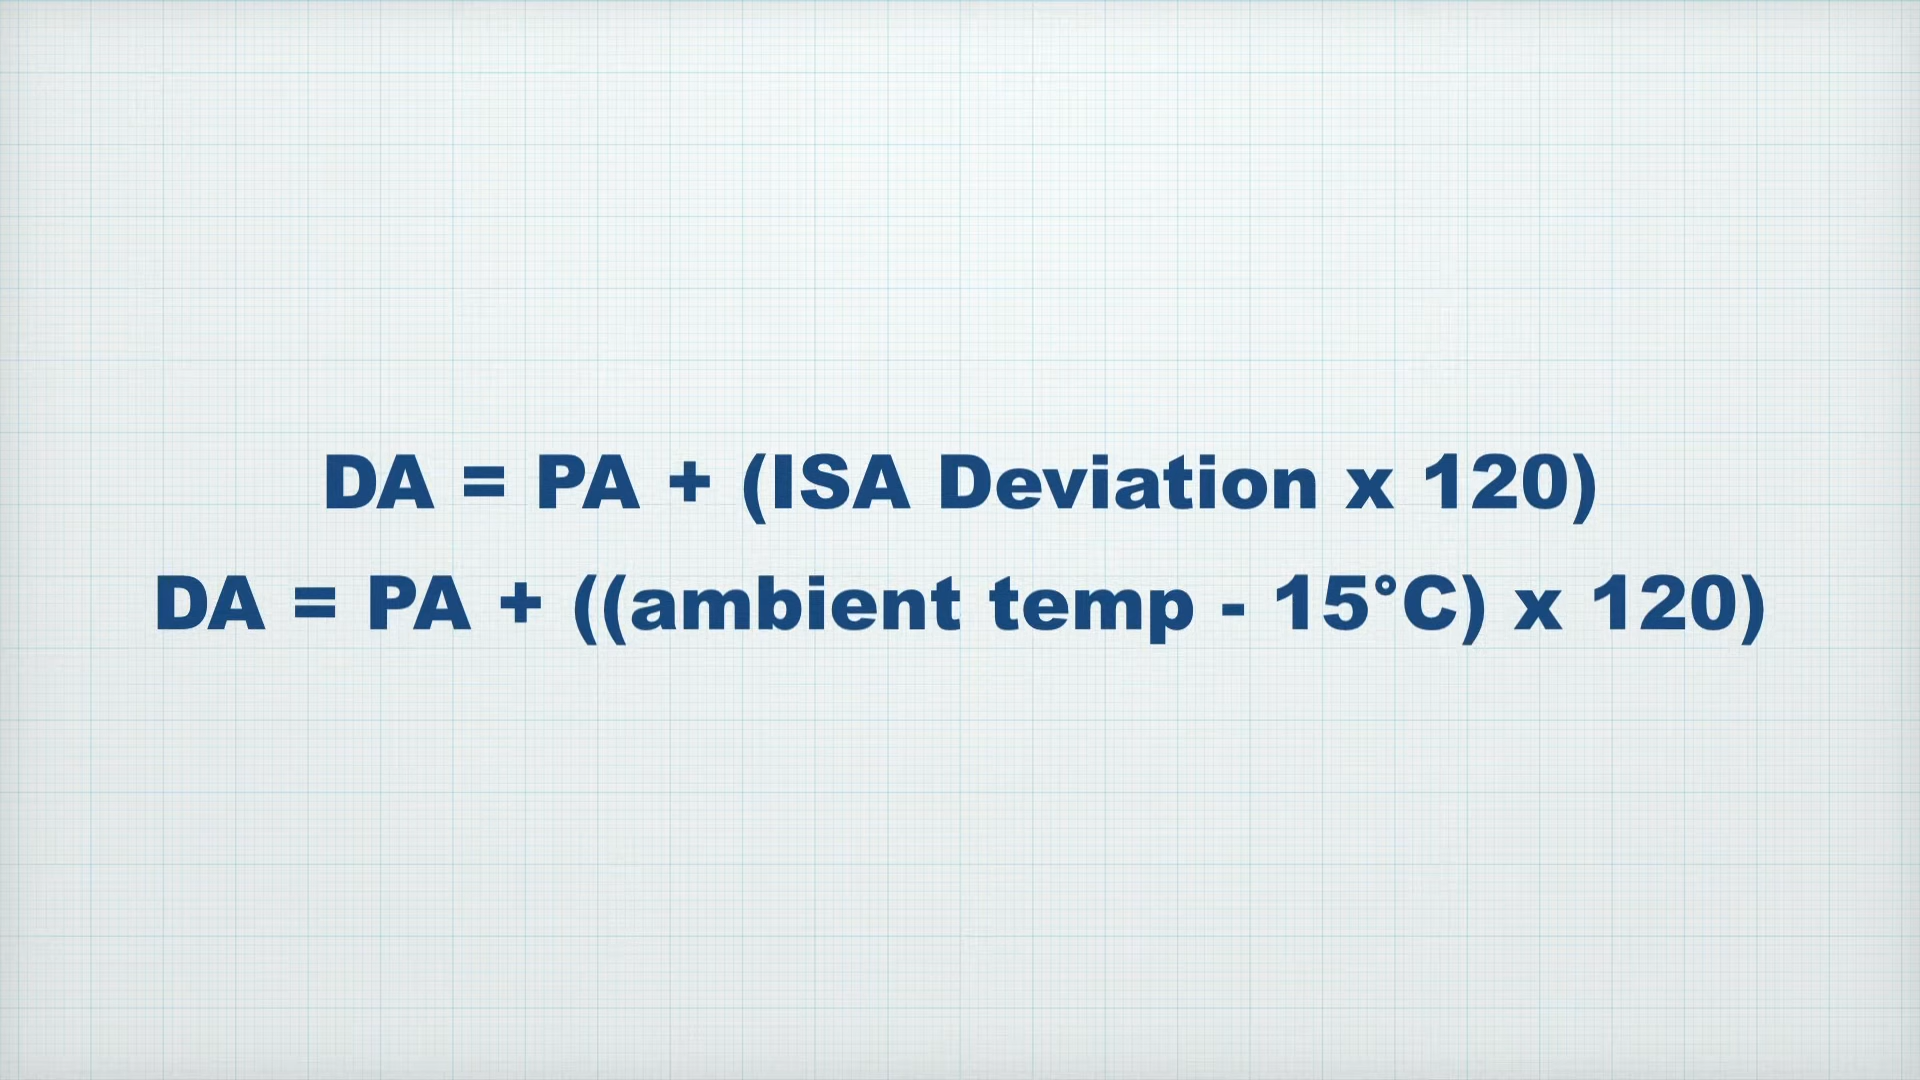 DA = PA + (ISA Deviation x 120)
DA = PA + ((ambient temp - 15°C) x 120)